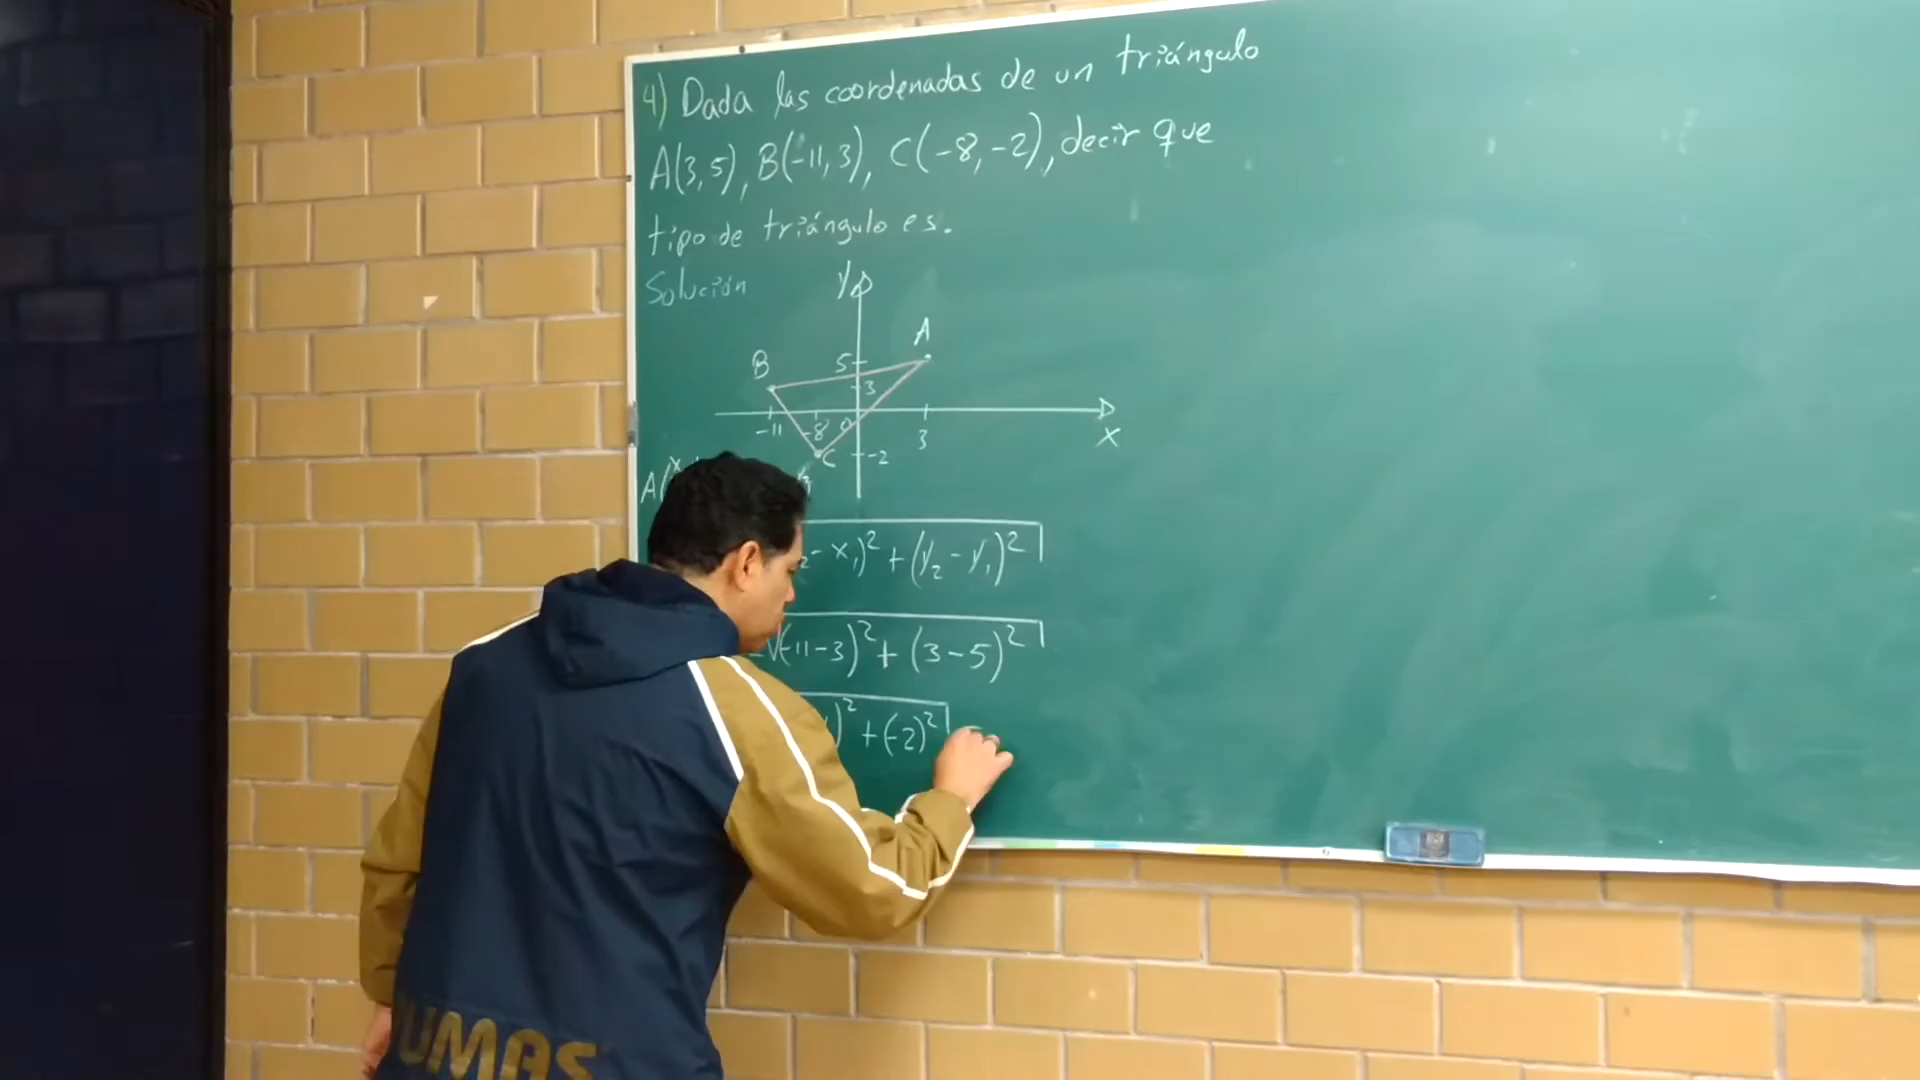 4) Dada las coordenadas de un triángulo
A(3,5), B(-11,3), C(-8,-2), decir que
tipo de triángulo es.
Solución
y
A
B
5
3
-11 -8 0 3
x
C -2
A(x
₂-x₁)² + (y₂-y₁)²
=√(-11-3)² + (3-5)²
)² + (-2)²
UMAS